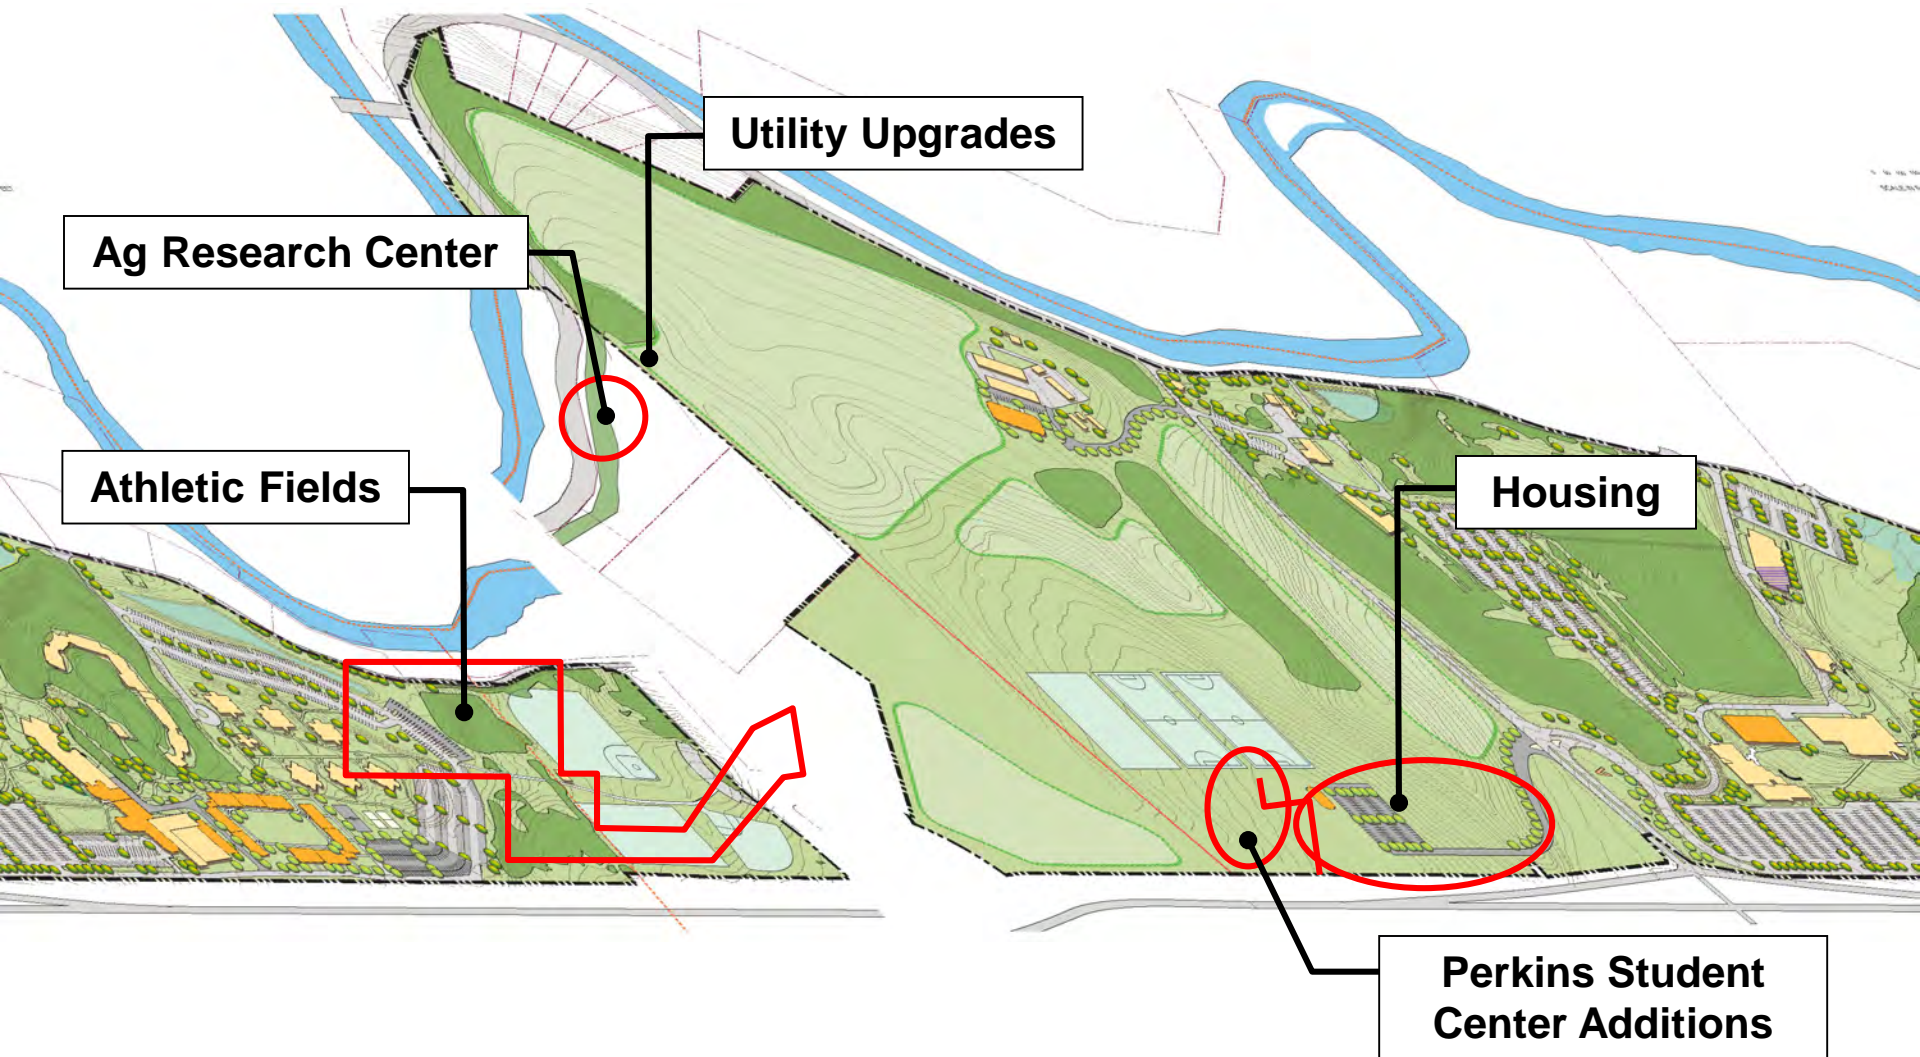 Utility Upgrades
Ag Research Center
Athletic Fields
Housing
Perkins Student
Center Additions